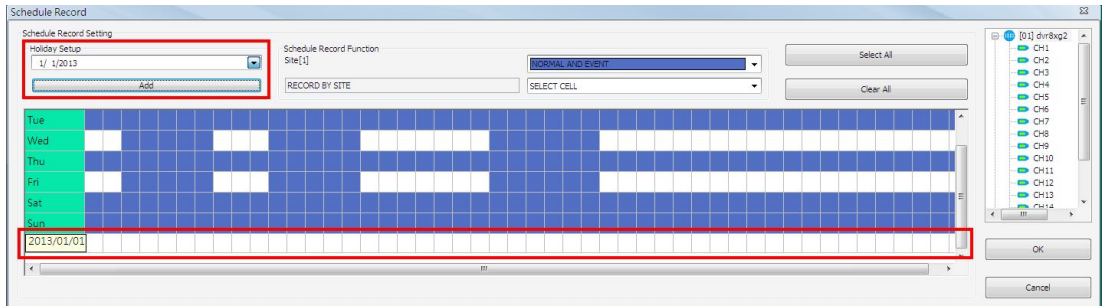 Schedule Record
Schedule Record Setting
Holiday Setup
1/ 1/2013
Add
Schedule Record Function
Site[1]
RECORD BY SITE
NORMAL AND EVENT
SELECT CELL
Select All
Clear All
Tue
Wed
Thu
Fri
Sat
Sun
2013/01/01
[01] dvr8xg2
CH1
CH2
CH3
CH4
CH5
CH6
CH7
CH8
CH9
CH10
CH11
CH12
CH13
CH14
OK
Cancel